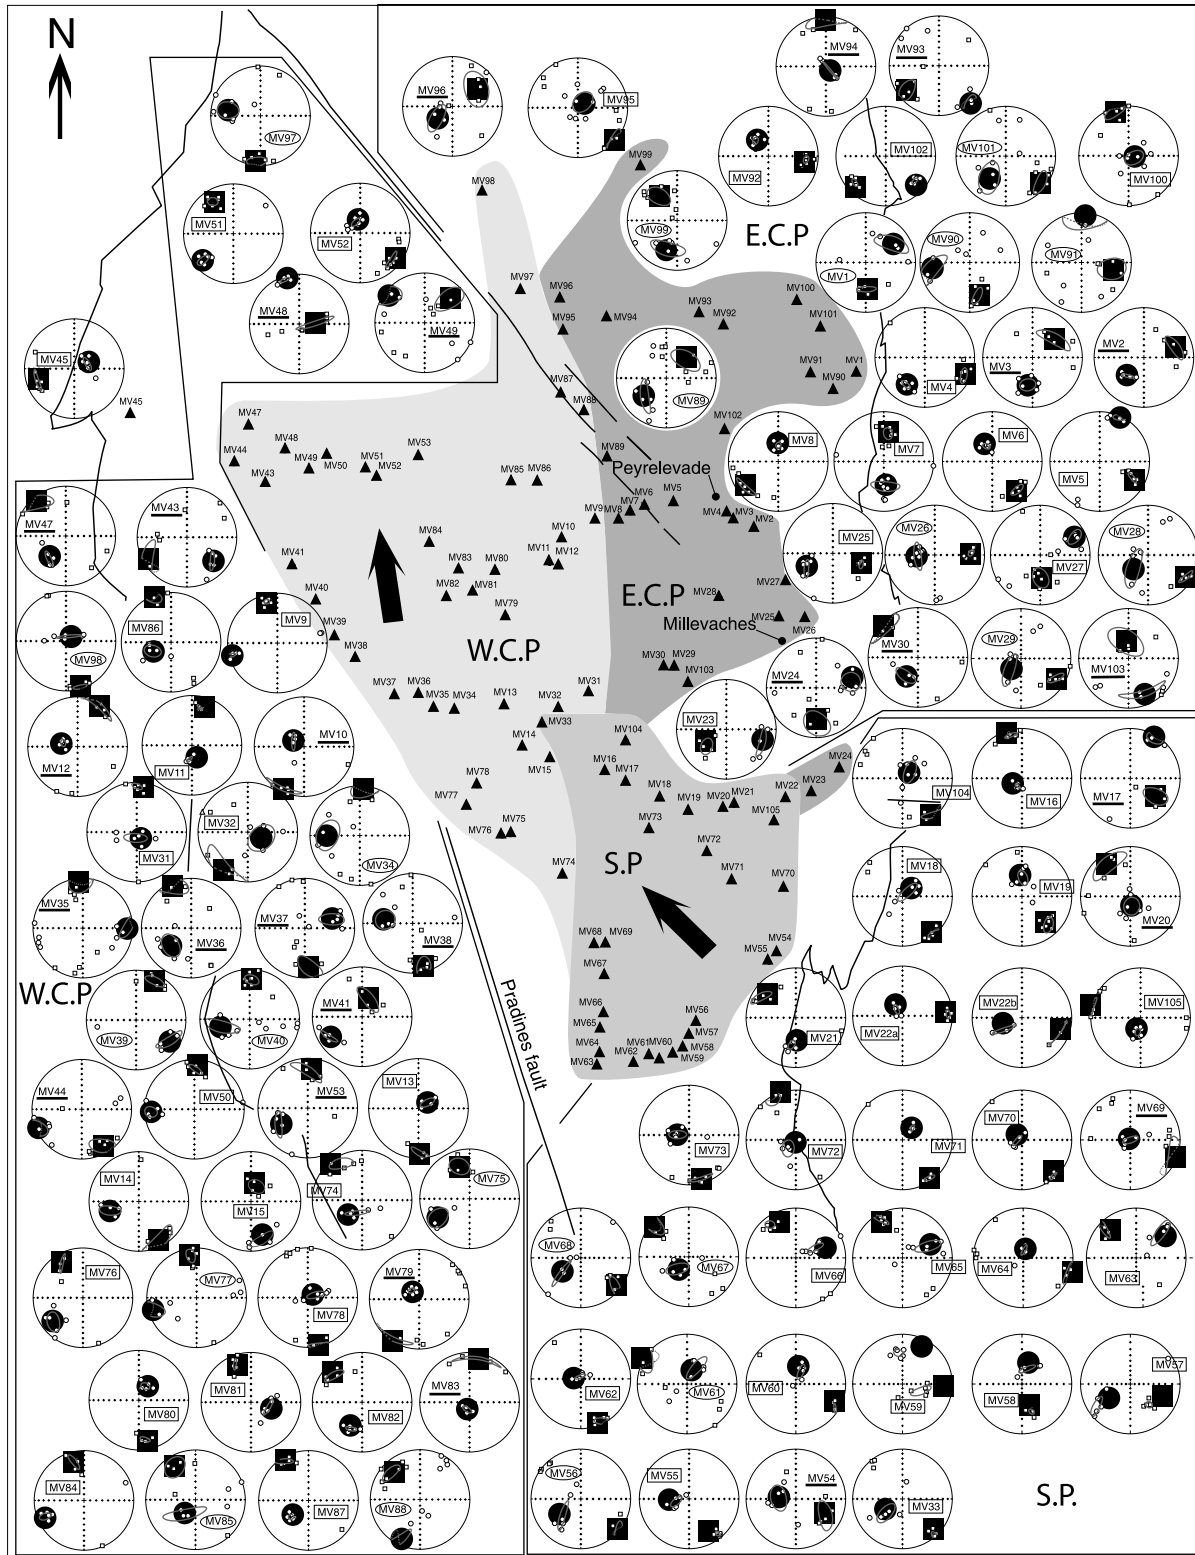 N
MV94
MV93
MV96
MV95
MV97
MV92
MV102
MV101
MV100
MV99
MV98
MV51
MV52
MV99
E.C.P
MV1
MV90
MV91
MV48
MV49
MV97
MV96
MV95
MV94
MV93
MV92
MV100
MV101
MV45
MV45
MV89
MV91
MV1
MV90
MV4
MV3
MV2
MV87
MV88
MV102
MV47
MV44
MV43
MV48
MV49
MV50
MV51
MV52
MV53
MV85
MV86
MV89
Peyrelevade
MV8
MV7
MV6
MV5
MV9
MV8
MV7
MV6
MV5
MV4
MV3
MV2
MV47
MV43
MV84
MV10
MV11
MV12
MV25
MV26
MV27
MV28
MV41
MV40
MV39
MV38
MV83
MV82
MV81
MV80
MV79
MV27
MV28
E.C.P
MV25
MV26
Millevaches
MV98
MV86
MV9
W.C.P
MV30
MV29
MV103
MV30
MV29
MV103
MV37
MV36
MV35
MV34
MV13
MV32
MV31
MV33
MV24
MV23
MV12
MV11
MV10
MV14
MV15
MV104
MV16
MV17
MV18
MV19
MV20
MV21
MV22
MV23
MV24
MV105
MV104
MV16
MV17
MV78
MV77
MV76
MV75
MV74
MV73
MV72
MV71
MV70
S.P
MV31
MV32
MV34
MV18
MV19
MV20
MV35
MV36
MV37
MV38
MV68
MV69
MV67
MV54
MV55
W.C.P
MV39
MV40
MV41
Pradines fault
MV66
MV65
MV64
MV63
MV62
MV61
MV60
MV59
MV58
MV57
MV56
MV21
MV22a
MV22b
MV105
MV44
MV50
MV53
MV13
MV73
MV72
MV71
MV70
MV69
MV14
MV15
MV74
MV75
MV68
MV67
MV66
MV65
MV64
MV63
MV76
MV77
MV78
MV79
MV80
MV81
MV82
MV83
MV62
MV61
MV60
MV59
MV58
MV57
MV84
MV85
MV87
MV88
MV56
MV55
MV54
MV33
S.P.